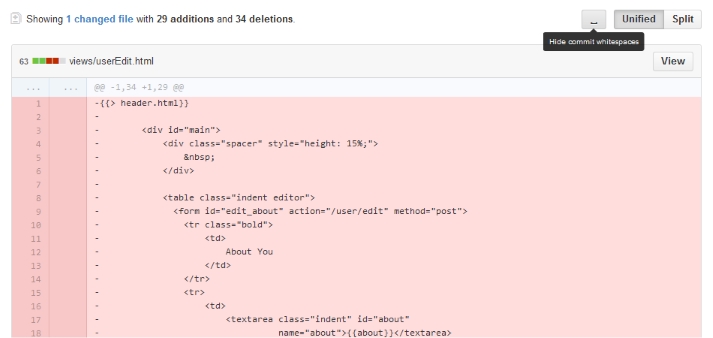 Showing 1 changed file with 29 additions and 34 deletions.
Unified Split
Hide commit whitespaces
63 views/userEdit.html View
... ... @@ -1,34 +1,29 @@
1 -{{> header.html}}
2 -
3 - <div id="main">
4 - <div class="spacer" style="height: 15%;">
5 - &nbsp;
6 - </div>
7 -
8 - <table class="indent editor">
9 - <form id="edit_about" action="/user/edit" method="post">
10 - <tr class="bold">
11 - <td>
12 - About You
13 - </td>
14 - </tr>
15 - <tr>
16 - <td>
17 - <textarea class="indent" id="about"
18 - name="about">{{about}}</textarea>